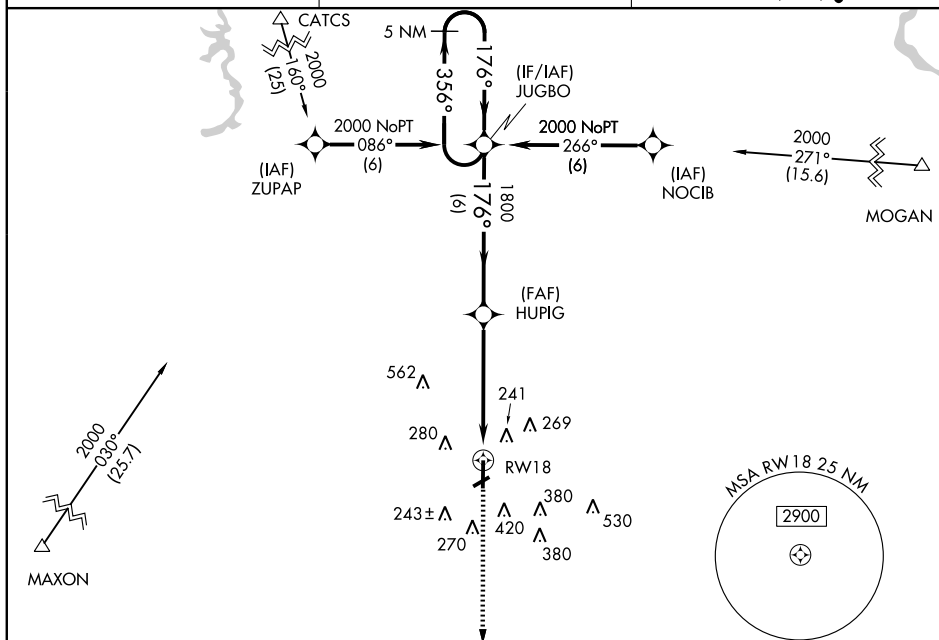 CATCS
5 NM
2000
160°
(25)
176°
356°
(IF/IAF)
JUGBO
2000 NoPT
086°
(6)
2000 NoPT
266°
(6)
2000
271°
(15.6)
(IAF)
ZUPAP
(IAF)
NOCIB
MOGAN
1800
176°
(6)
(FAF)
HUPIG
562
241
269
280
2000
030°
(25.7)
RW18
MSA RW18 25 NM
2900
243±
270
420
380
530
380
MAXON